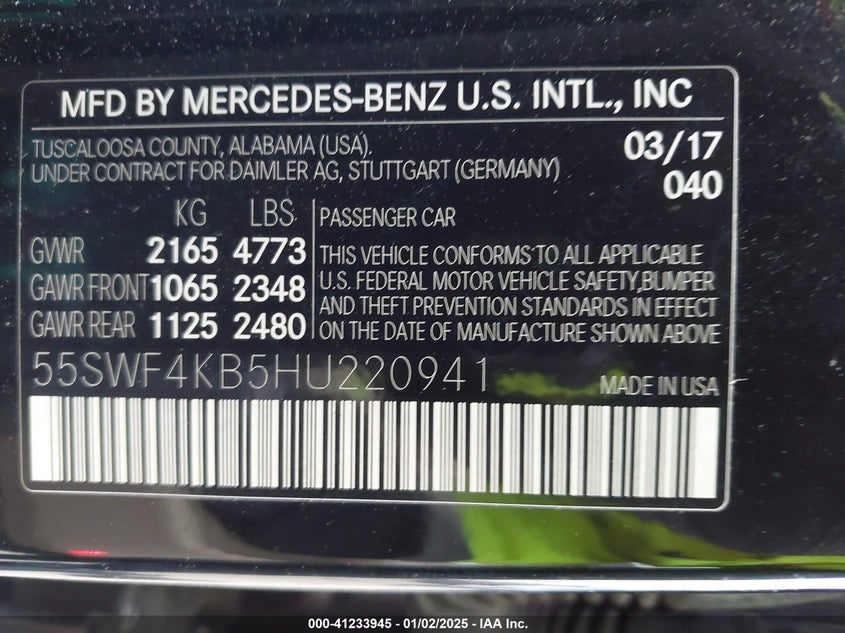 MFD BY MERCEDES-BENZ U.S. INTL., INC
TUSCALOOSA COUNTY, ALABAMA (USA).
UNDER CONTRACT FOR DAIMLER AG, STUTTGART (GERMANY)
03/17
040
KG LBS
GVWR 2165 4773
GAWR FRONT 1065 2348
GAWR REAR 1125 2480
PASSENGER CAR
THIS VEHICLE CONFORMS TO ALL APPLICABLE
U.S. FEDERAL MOTOR VEHICLE SAFETY, BUMPER
AND THEFT PREVENTION STANDARDS IN EFFECT
ON THE DATE OF MANUFACTURE SHOWN ABOVE
55SWF4KB5HU220941
MADE IN USA
000-41233945 - 01/02/2025 - IAA Inc.